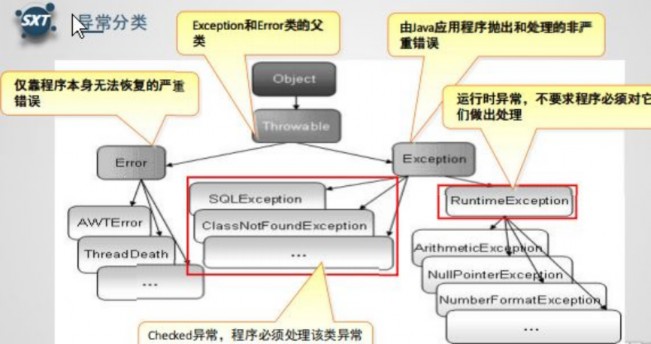 SXT
异常分类
Exception和Error类的父
类
由Java应用程序抛出和处理的非严
重错误
仅靠程序本身无法恢复的严重
错误
运行时异常，不要求程序必须对它
们做出处理
Object
Throwable
Error
Exception
SQLException
ClassNotFoundException
...
RuntimeException
AWTError
ThreadDeath
...
ArithmeticException
NullPointerException
NumberFormatException
...
Checked异常，程序必须处理该类异常